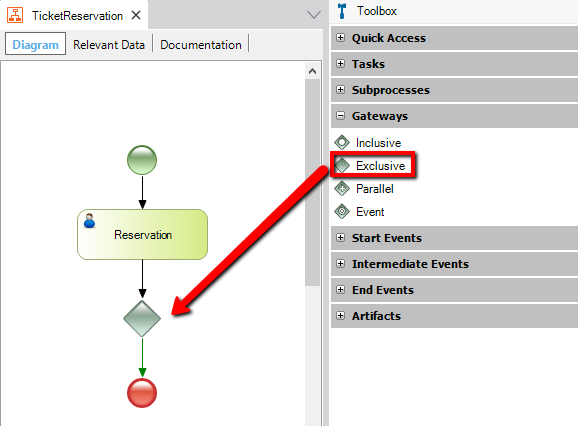 TicketReservation
Diagram
Relevant Data
Documentation
Reservation
Toolbox
Quick Access
Tasks
Subprocesses
Gateways
Inclusive
Exclusive
Parallel
Event
Start Events
Intermediate Events
End Events
Artifacts